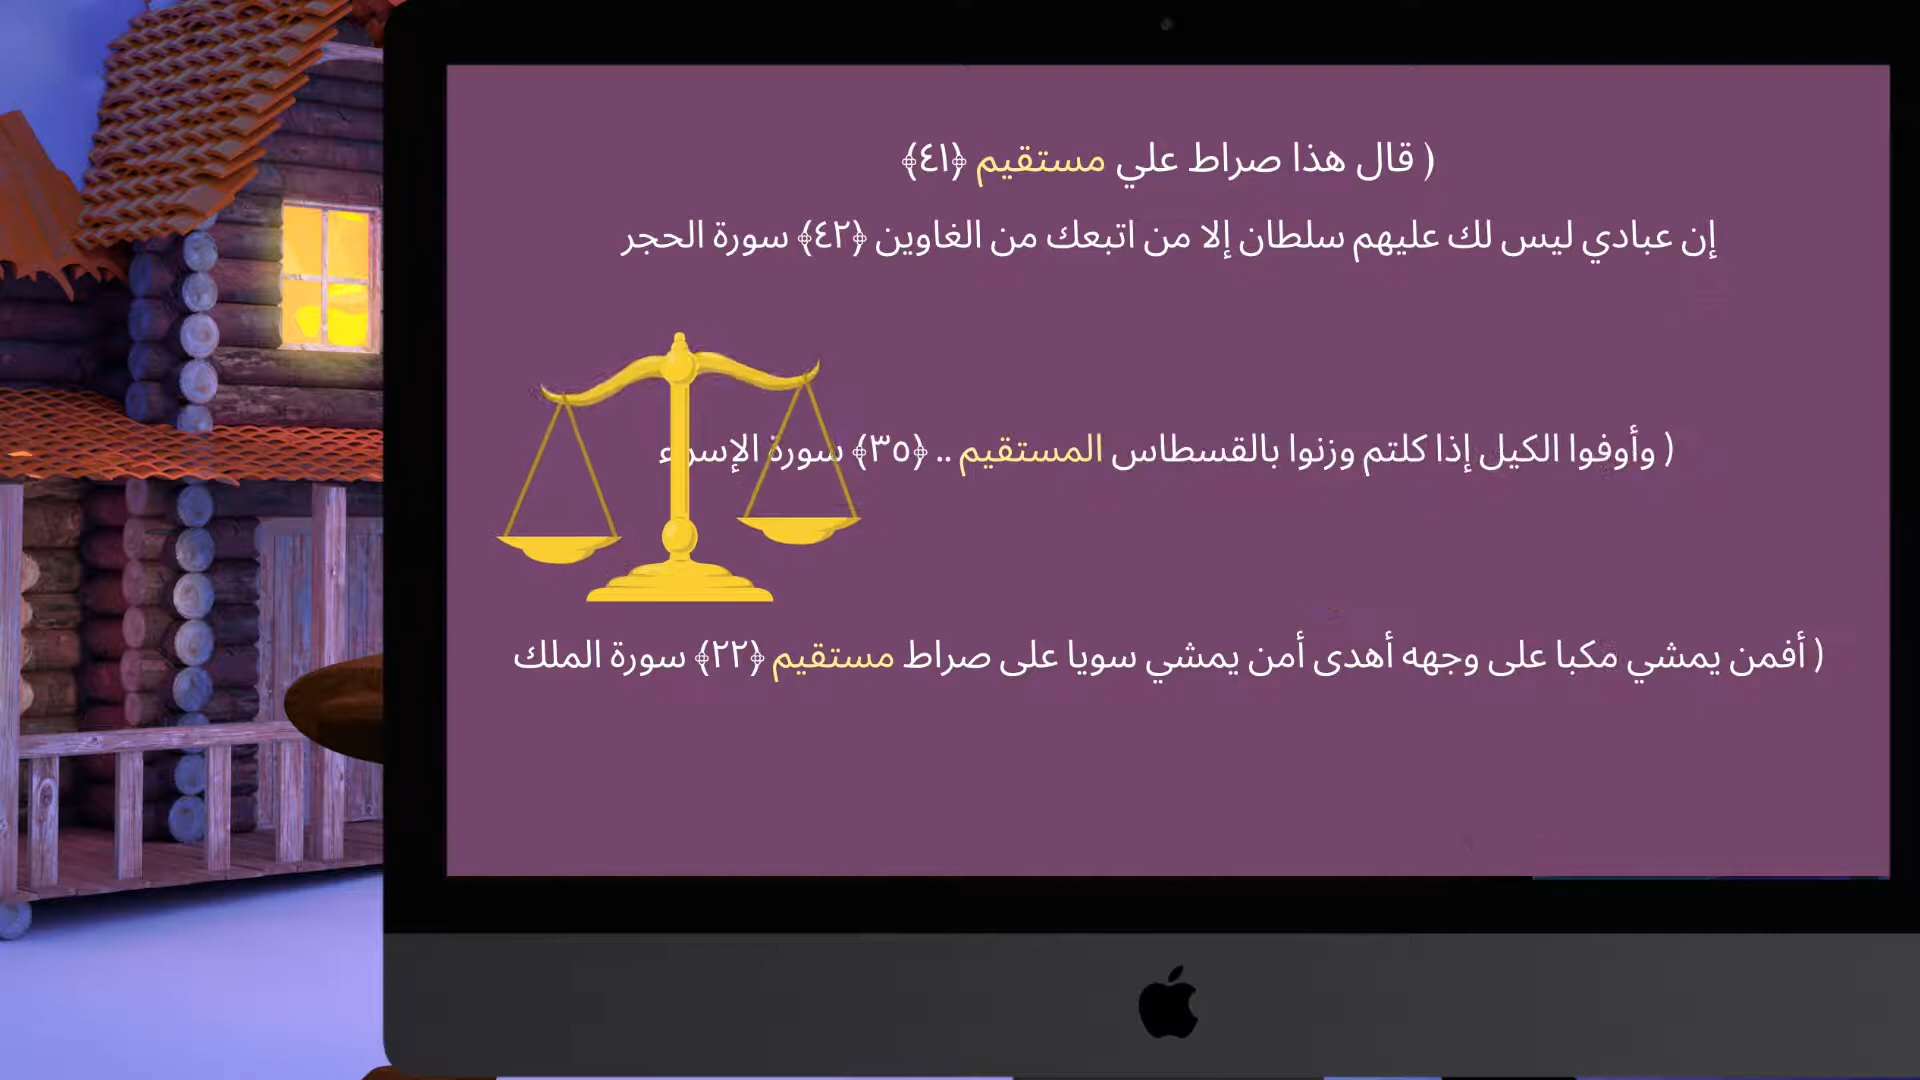 ( قال هذا صراط علي مستقيم ﴿٤١﴾
إن عبادي ليس لك عليهم سلطان إلا من اتبعك من الغاوين ﴿٤٢﴾ سورة الحجر
( وأوفوا الكيل إذا كلتم وزنوا بالقسطاس المستقيم .. ﴿٣٥﴾ سورة الإسراء
( أفمن يمشي مكبا على وجهه أهدى أمن يمشي سويا على صراط مستقيم ﴿٢٢﴾ سورة الملك